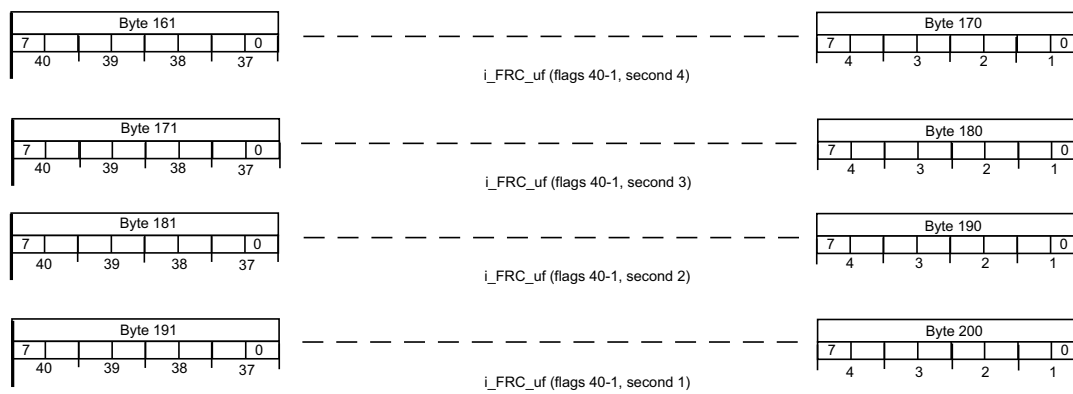 Byte 161 Byte 170
7 0 7 0
40 39 38 37 4 3 2 1
i_FRC_uf (flags 40-1, second 4)
Byte 171 Byte 180
7 0 7 0
40 39 38 37 4 3 2 1
i_FRC_uf (flags 40-1, second 3)
Byte 181 Byte 190
7 0 7 0
40 39 38 37 4 3 2 1
i_FRC_uf (flags 40-1, second 2)
Byte 191 Byte 200
7 0 7 0
40 39 38 37 4 3 2 1
i_FRC_uf (flags 40-1, second 1)